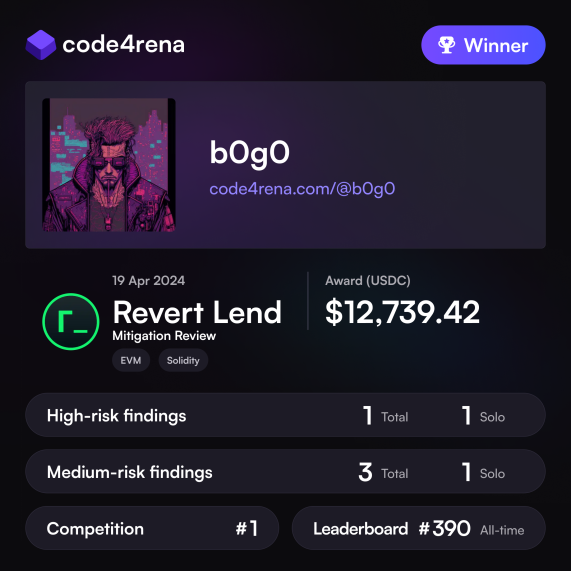 code4rena
Winner
b0g0
code4rena.com/@b0g0
19 Apr 2024
Revert Lend
Mitigation Review
EVM Solidity
Award (USDC)
$12,739.42
High-risk findings 1 Total 1 Solo
Medium-risk findings 3 Total 1 Solo
Competition #1
Leaderboard #390 All-time